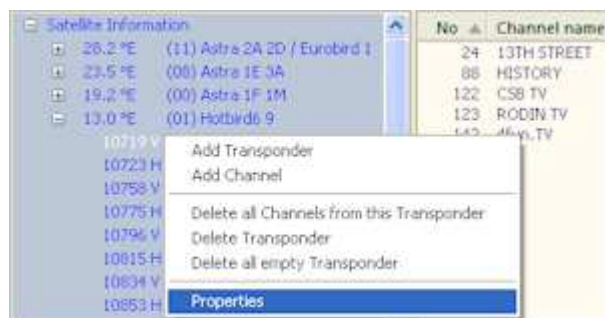 Satellite Information
28.2 °E (11) Astra 2A 2D / Eurobird 1
23.5 °E (08) Astra 1E 3A
19.2 °E (00) Astra 1F 1M
13.0 °E (01) Hotbird6 9
10719 V
10723 H
10758 V
10775 H
10796 V
10815 H
10834 V
10853 H
Add Transponder
Add Channel
Delete all Channels from this Transponder
Delete Transponder
Delete all empty Transponder
Properties
No Channel name
24 13TH STREET
88 HISTORY
122 CSB TV
123 RODIN TV